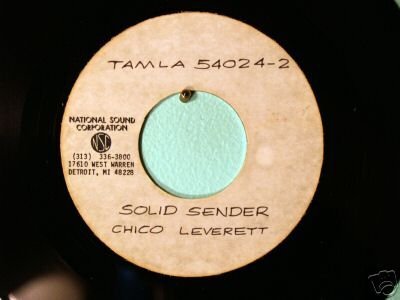 TAMLA 54024-2
NATIONAL SOUND
CORPORATION
NSC
(313) 336-3800
17610 WEST WARREN
DETROIT, MI 48228
SOLID SENDER
CHICO LEVERETT
ebY